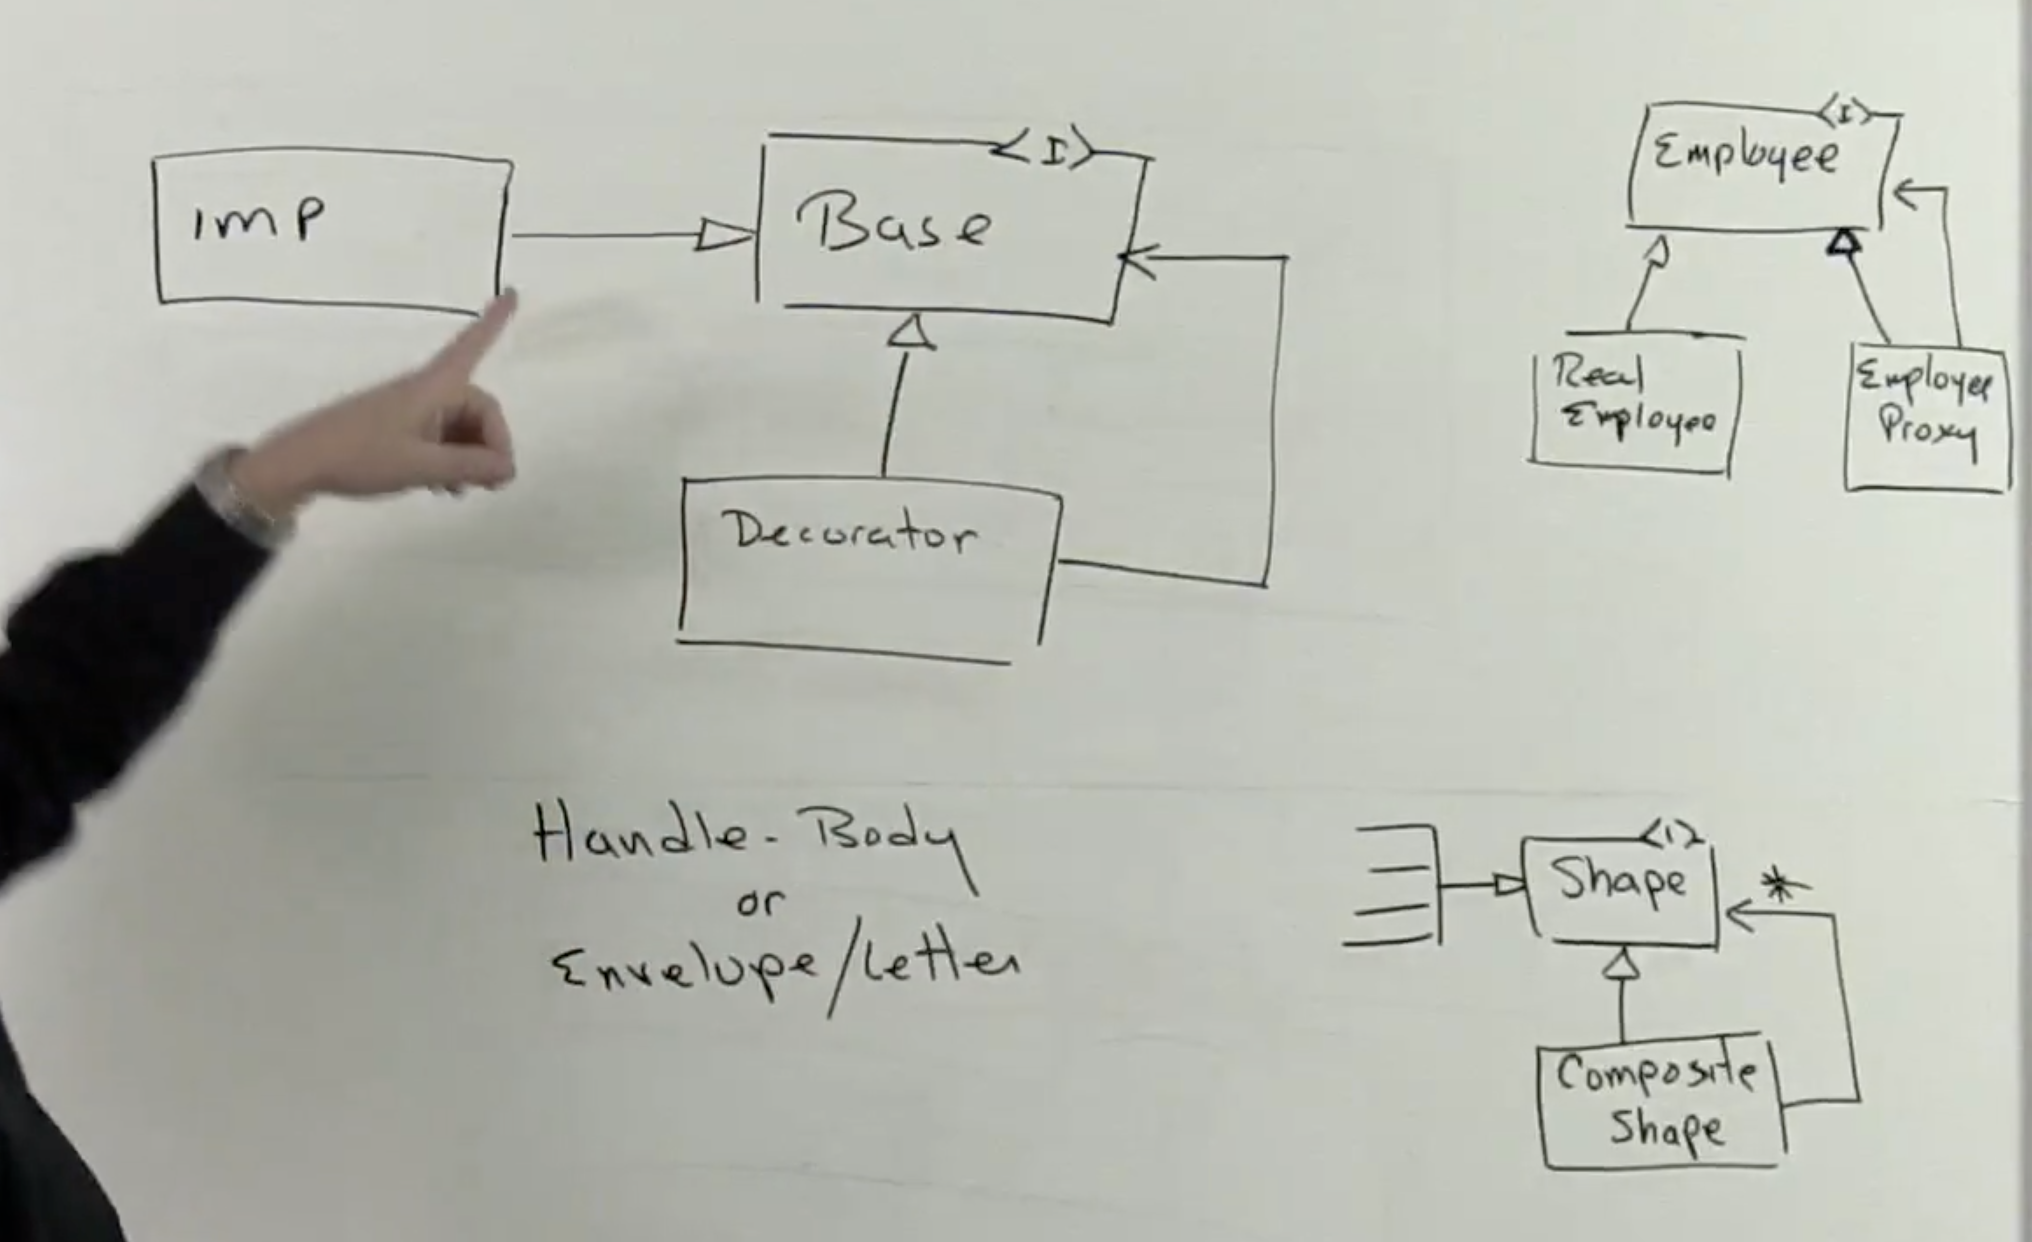 Imp
<I>
Base
Decorator
<I>
Employee
Real
Employee
Employee
Proxy
Handle-Body
or
Envelope/Letter
<I>
Shape
*
Composite
Shape